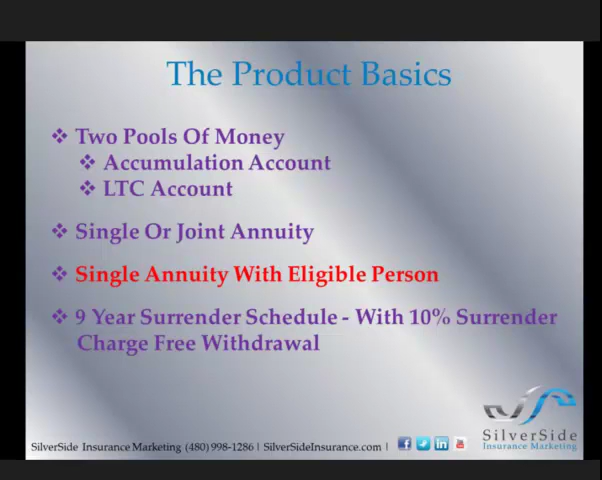 The Product Basics
❖ Two Pools Of Money
❖ Accumulation Account
❖ LTC Account
❖ Single Or Joint Annuity
❖ Single Annuity With Eligible Person
❖ 9 Year Surrender Schedule - With 10% Surrender
Charge Free Withdrawal
SilverSide
Insurance Marketing
SilverSide Insurance Marketing (480) 998-1286 | SilverSideInsurance.com |